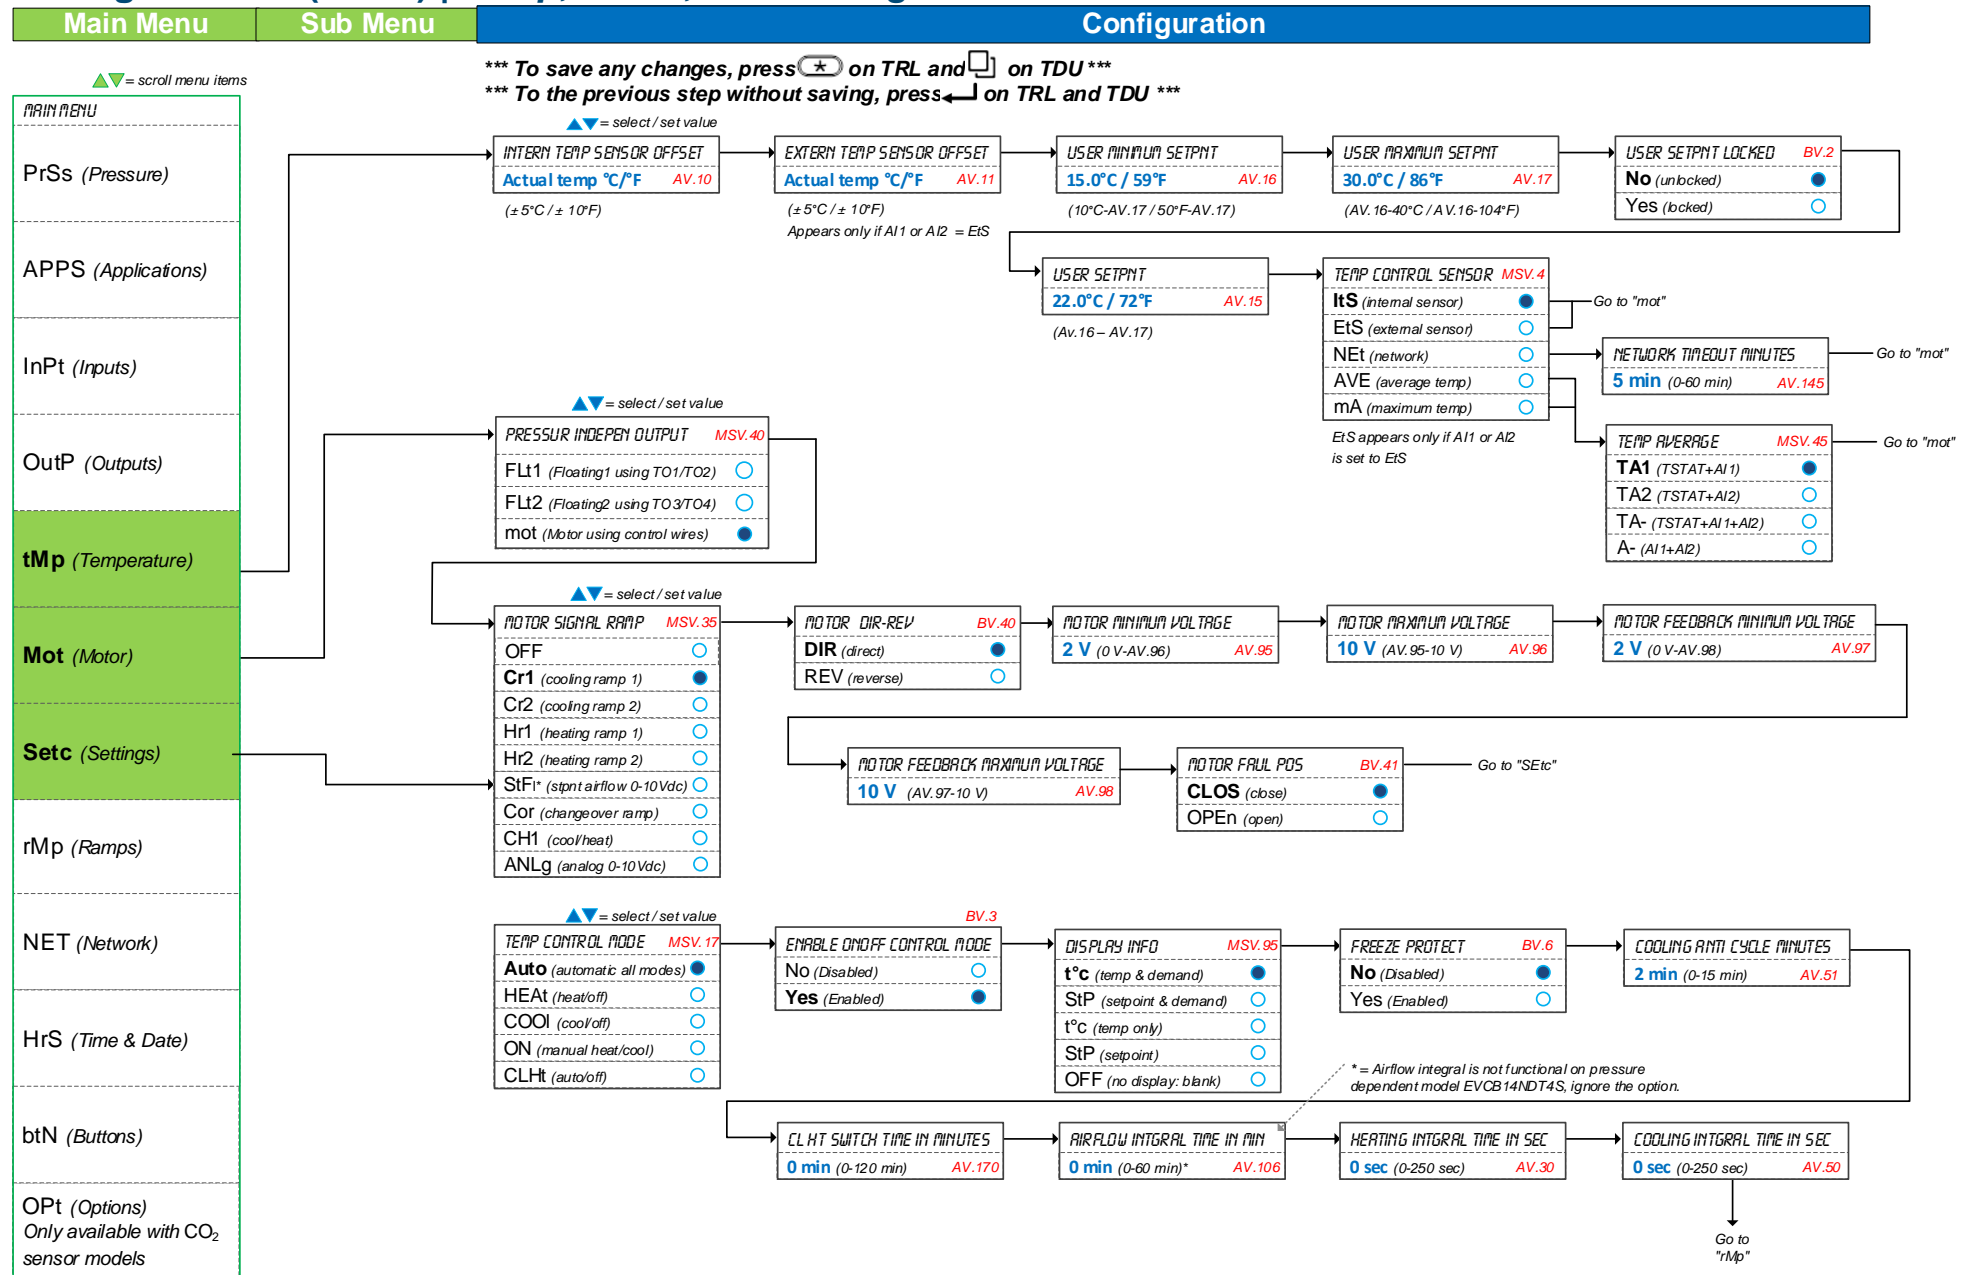 Main Menu
Sub Menu
Configuration
*** To save any changes, press on TRL and on TDU ***
*** To the previous step without saving, press on TRL and TDU ***
= scroll menu items
MAIN MENU
PrSs (Pressure)
APPS (Applications)
InPt (Inputs)
OutP (Outputs)
tMp (Temperature)
Mot (Motor)
Setc (Settings)
rMp (Ramps)
NET (Network)
HrS (Time & Date)
btN (Buttons)
OPt (Options)
Only available with CO₂
sensor models
= select / set value
INTERN TEMP SENSOR OFFSET
Actual temp °C/°F AV.10
(± 5°C / ± 10°F)
EXTERN TEMP SENSOR OFFSET
Actual temp °C/°F AV.11
(± 5°C / ± 10°F)
Appears only if AI1 or AI2 = EtS
USER MINIMUM SETPNT
15.0°C / 59°F AV.16
(10°C-AV.17 / 50°F-AV.17)
USER MAXIMUM SETPNT
30.0°C / 86°F AV.17
(AV.16-40°C / AV.16-104°F)
USER SETPNT LOCKED BV.2
No (unlocked)
Yes (locked)
USER SETPNT
22.0°C / 72°F AV.15
(Av.16 – AV.17)
TEMP CONTROL SENSOR MSV.4
ItS (internal sensor)
EtS (external sensor)
NEt (network)
AVE (average temp)
mA (maximum temp)
EtS appears only if AI1 or AI2
is set to EtS
Go to "mot"
NETWORK TIMEOUT MINUTES
5 min (0-60 min) AV.145
Go to "mot"
TEMP AVERAGE MSV.45
TA1 (TSTAT+AI1)
TA2 (TSTAT+AI2)
TA- (TSTAT+AI1+AI2)
A- (AI1+AI2)
Go to "mot"
= select / set value
PRESSUR INDEPEN OUTPUT MSV.40
FLt1 (Floating1 using TO1/TO2)
FLt2 (Floating2 using TO3/TO4)
mot (Motor using control wires)
= select / set value
MOTOR SIGNAL RAMP MSV.35
OFF
Cr1 (cooling ramp 1)
Cr2 (cooling ramp 2)
Hr1 (heating ramp 1)
Hr2 (heating ramp 2)
StFI* (stpnt airflow 0-10Vdc)
Cor (changeover ramp)
CH1 (cool/heat)
ANLg (analog 0-10Vdc)
MOTOR DIR-REV BV.40
DIR (direct)
REV (reverse)
MOTOR MINIMUM VOLTAGE
2 V (0 V-AV.96) AV.95
MOTOR MAXIMUM VOLTAGE
10 V (AV.95-10 V) AV.96
MOTOR FEEDBACK MINIMUM VOLTAGE
2 V (0 V-AV.98) AV.97
MOTOR FEEDBACK MAXIMUM VOLTAGE
10 V (AV.97-10 V) AV.98
MOTOR FAUL POS BV.41
CLOS (close)
OPEn (open)
Go to "SEtc"
= select / set value
TEMP CONTROL MODE MSV.17
Auto (automatic all modes)
HEAt (heat/off)
COOl (cool/off)
ON (manual heat/cool)
CLHt (auto/off)
BV.3
ENABLE ONOFF CONTROL MODE
No (Disabled)
Yes (Enabled)
DISPLAY INFO MSV.95
t°c (temp & demand)
StP (setpoint & demand)
t°c (temp only)
StP (setpoint)
OFF (no display: blank)
FREEZE PROTECT BV.6
No (Disabled)
Yes (Enabled)
COOLING ANTI CYCLE MINUTES
2 min (0-15 min) AV.51
* = Airflow integral is not functional on pressure
dependent model EVCB14NDT4S, ignore the option.
CLHT SWITCH TIME IN MINUTES
0 min (0-120 min) AV.170
AIRFLOW INTGRAL TIME IN MIN
0 min (0-60 min)* AV.106
HEATING INTGRAL TIME IN SEC
0 sec (0-250 sec) AV.30
COOLING INTGRAL TIME IN SEC
0 sec (0-250 sec) AV.50
Go to
"rMp"